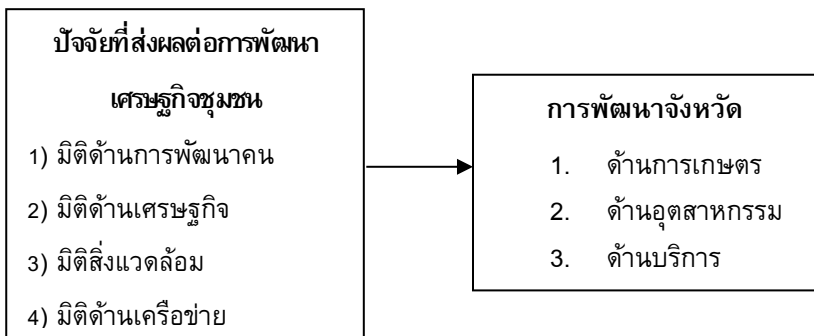 ปัจจัยที่ส่งผลต่อการพัฒนา
เศรษฐกิจชุมชน
1) มิติด้านการพัฒนาคน
2) มิติด้านเศรษฐกิจ
3) มิติสิ่งแวดล้อม
4) มิติด้านเครือข่าย
การพัฒนาจังหวัด
1. ด้านการเกษตร
2. ด้านอุตสาหกรรม
3. ด้านบริการ